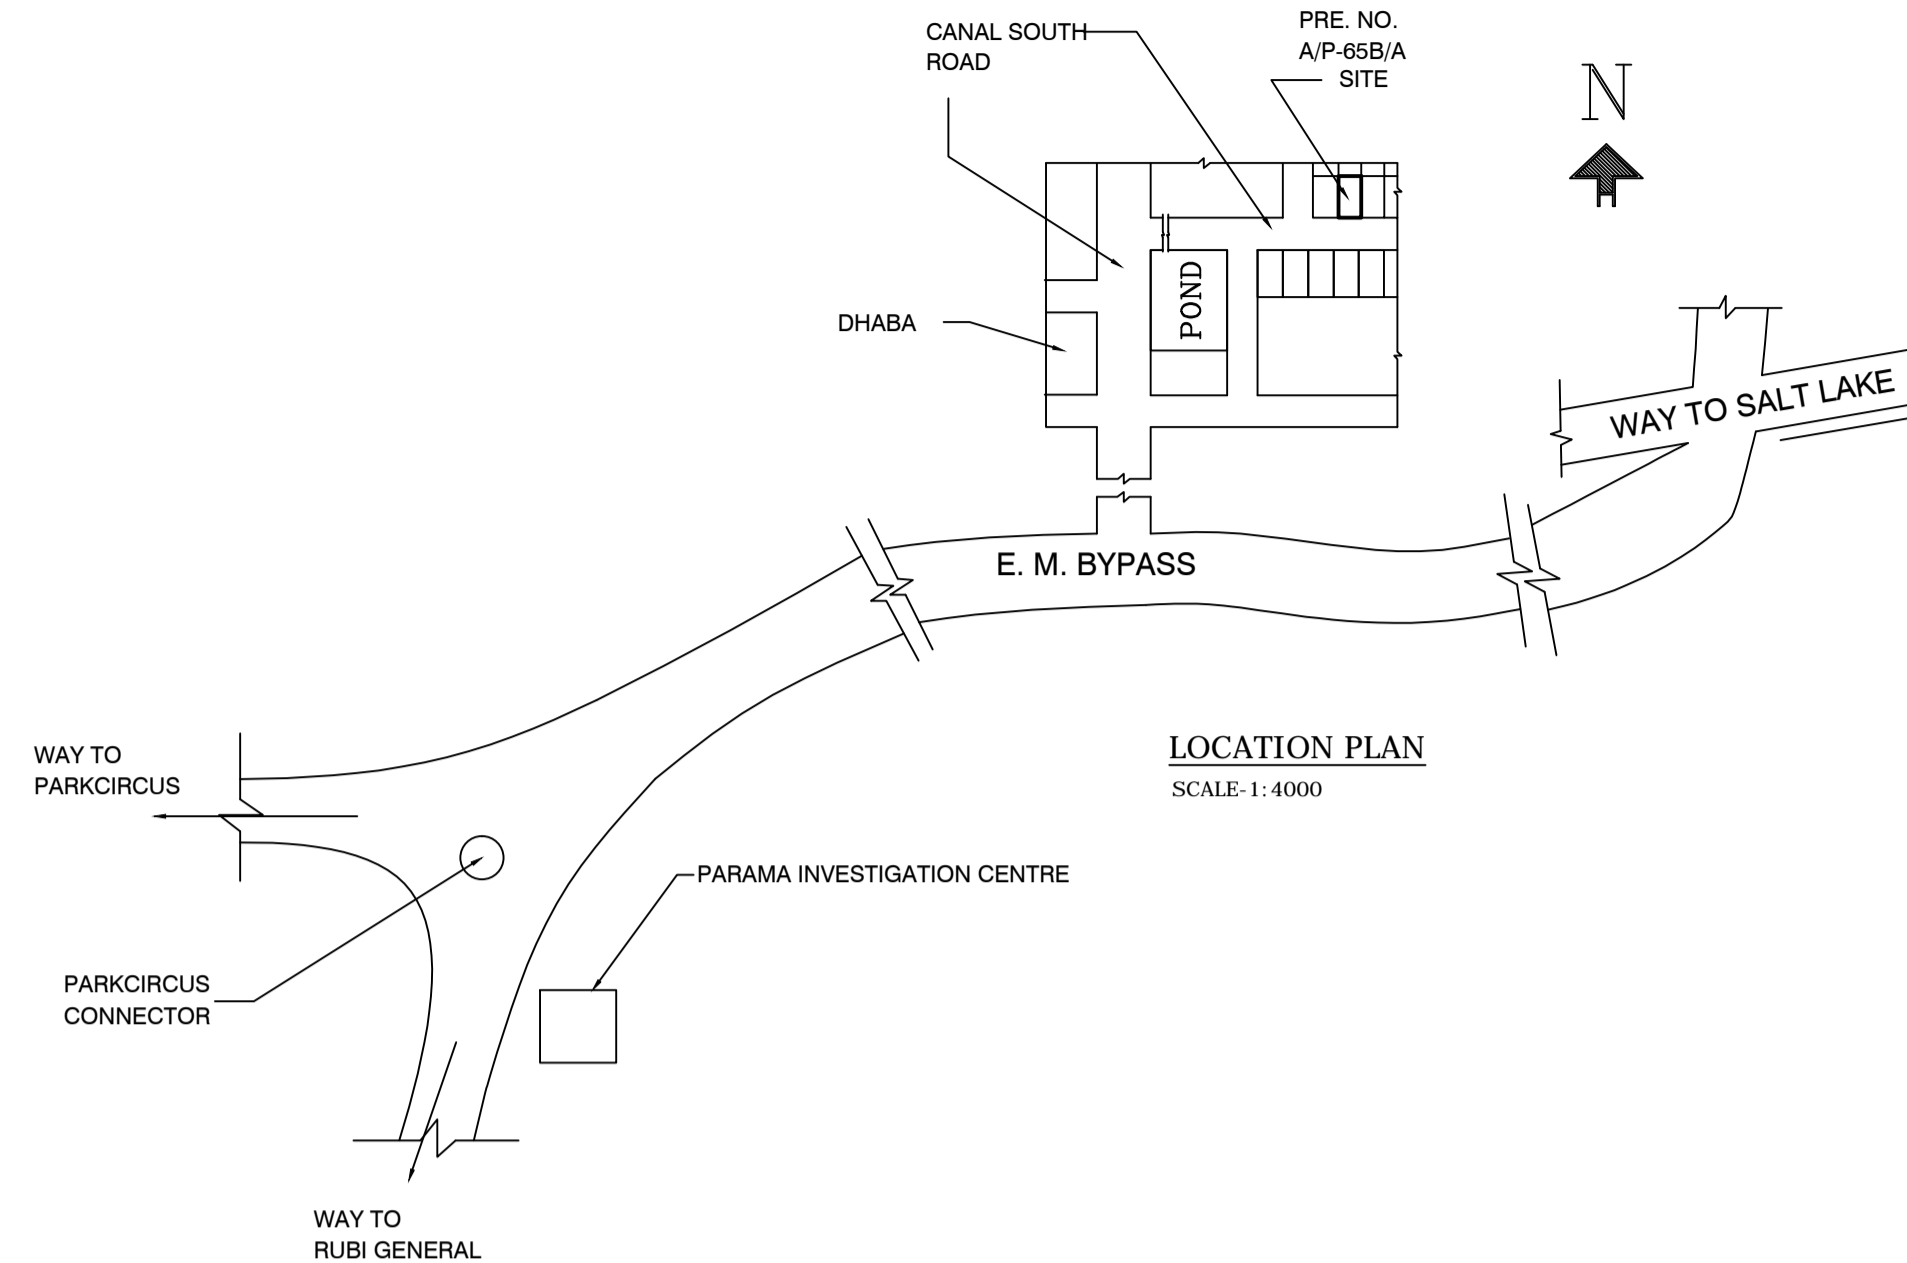 CANAL SOUTH
ROAD
PRE. NO.
A/P-65B/A
SITE
N
POND
DHABA
WAY TO SALT LAKE
E. M. BYPASS
LOCATION PLAN
SCALE-1:4000
WAY TO
PARKCIRCUS
PARAMA INVESTIGATION CENTRE
PARKCIRCUS
CONNECTOR
WAY TO
RUBI GENERAL